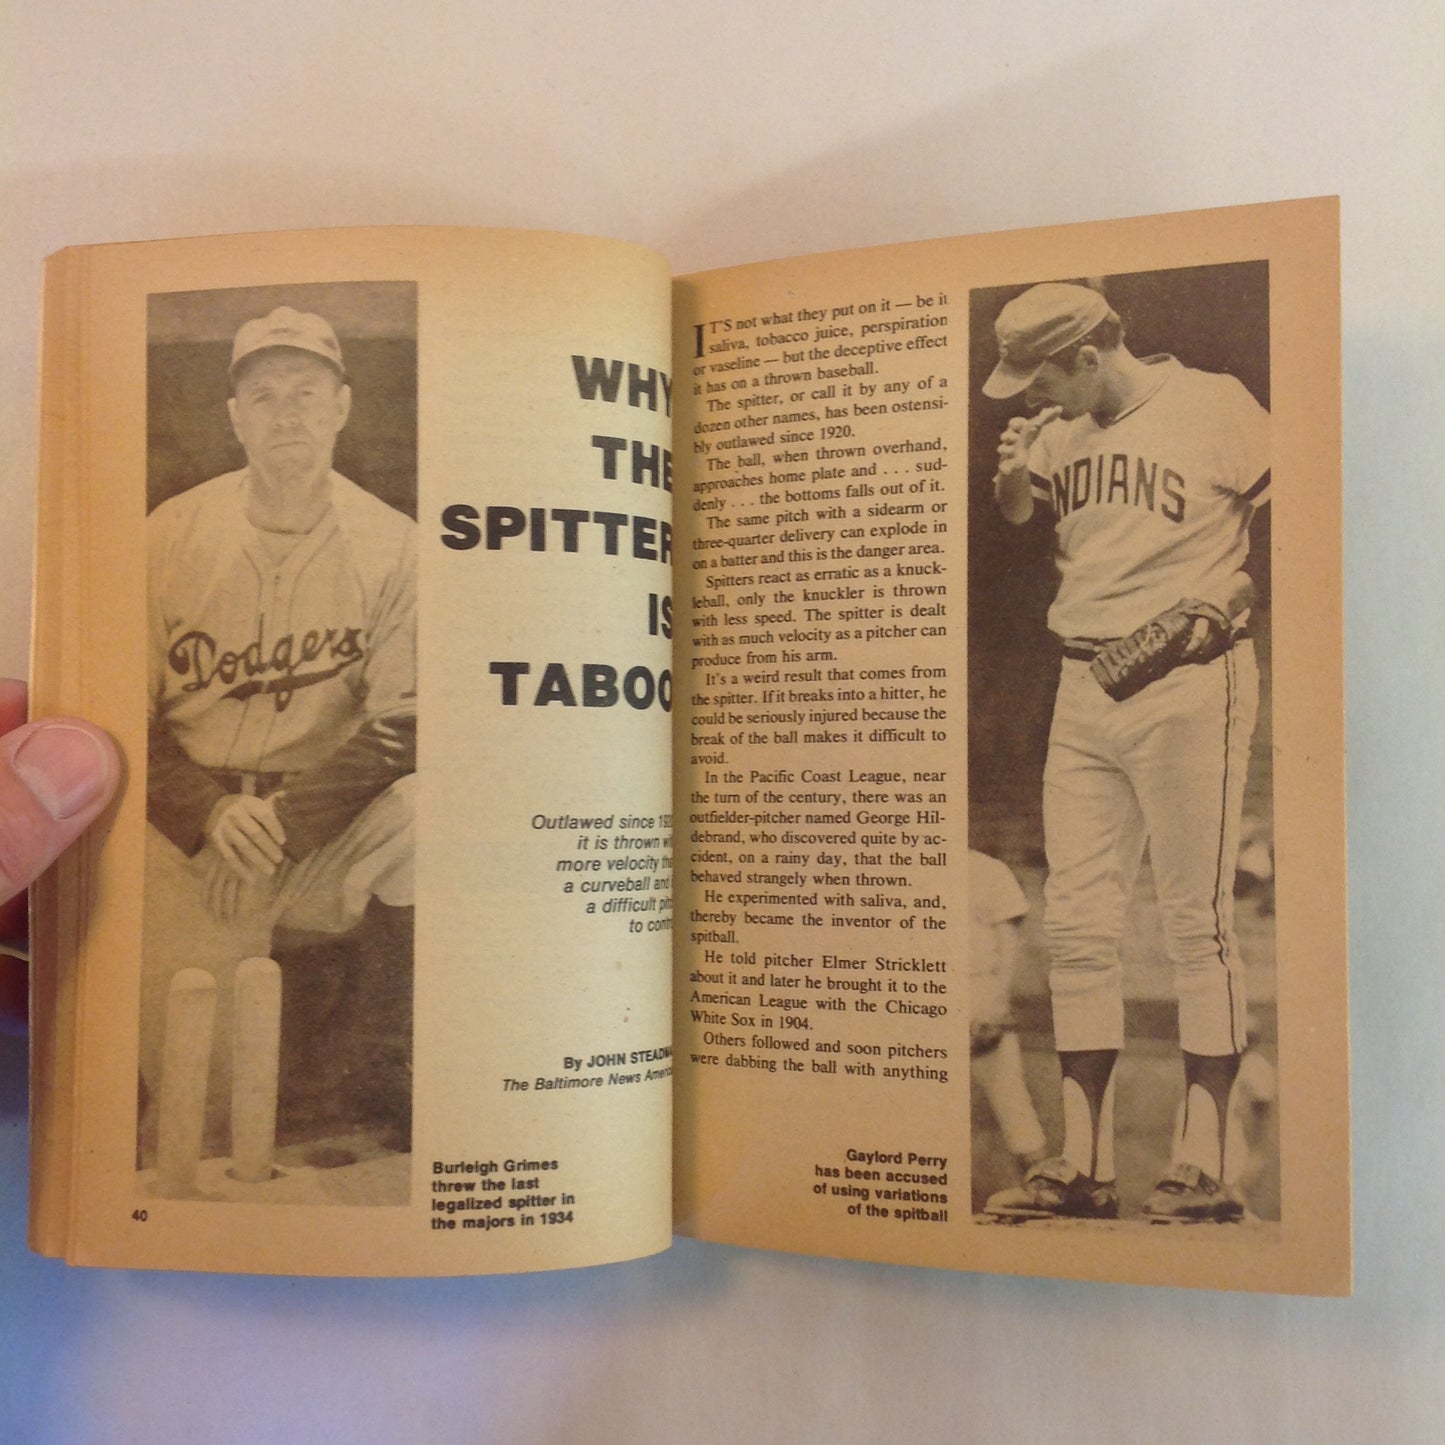 Dodgers
WHY
THE
SPITTER
IS
TABOO
Outlawed since
it is thrown
more velocity
a curveball and
a difficult
to
By JOHN
The Baltimore News
Burleigh Grimes
threw the last
legalized spitter in
the majors in 1934
40
IT'S not what they put on it — be it
saliva, tobacco juice, perspiration
or vaseline — but the deceptive effect
it has on a thrown baseball.
The spitter, or call it by any of a
dozen other names, has been ostensi-
bly outlawed since 1920.
The ball, when thrown overhand,
approaches home plate and . . . sud-
denly . . . the bottoms falls out of it.
The same pitch with a sidearm or
three-quarter delivery can explode in
on a batter and this is the danger area.
Spitters react as erratic as a knuck-
leball, only the knuckler is thrown
with less speed. The spitter is dealt
with as much velocity as a pitcher can
produce from his arm.
It's a weird result that comes from
the spitter. If it breaks into a hitter, he
could be seriously injured because the
break of the ball makes it difficult to
avoid.
In the Pacific Coast League, near
the turn of the century, there was an
outfielder-pitcher named George Hil-
debrand, who discovered quite by ac-
cident, on a rainy day, that the ball
behaved strangely when thrown.
He experimented with saliva, and,
thereby became the inventor of the
spitball.
He told pitcher Elmer Stricklett
about it and later he brought it to the
American League with the Chicago
White Sox in 1904.
Others followed and soon pitchers
were dabbing the ball with anything
Gaylord Perry
has been accused
of using variations
of the spitball
INDIANS